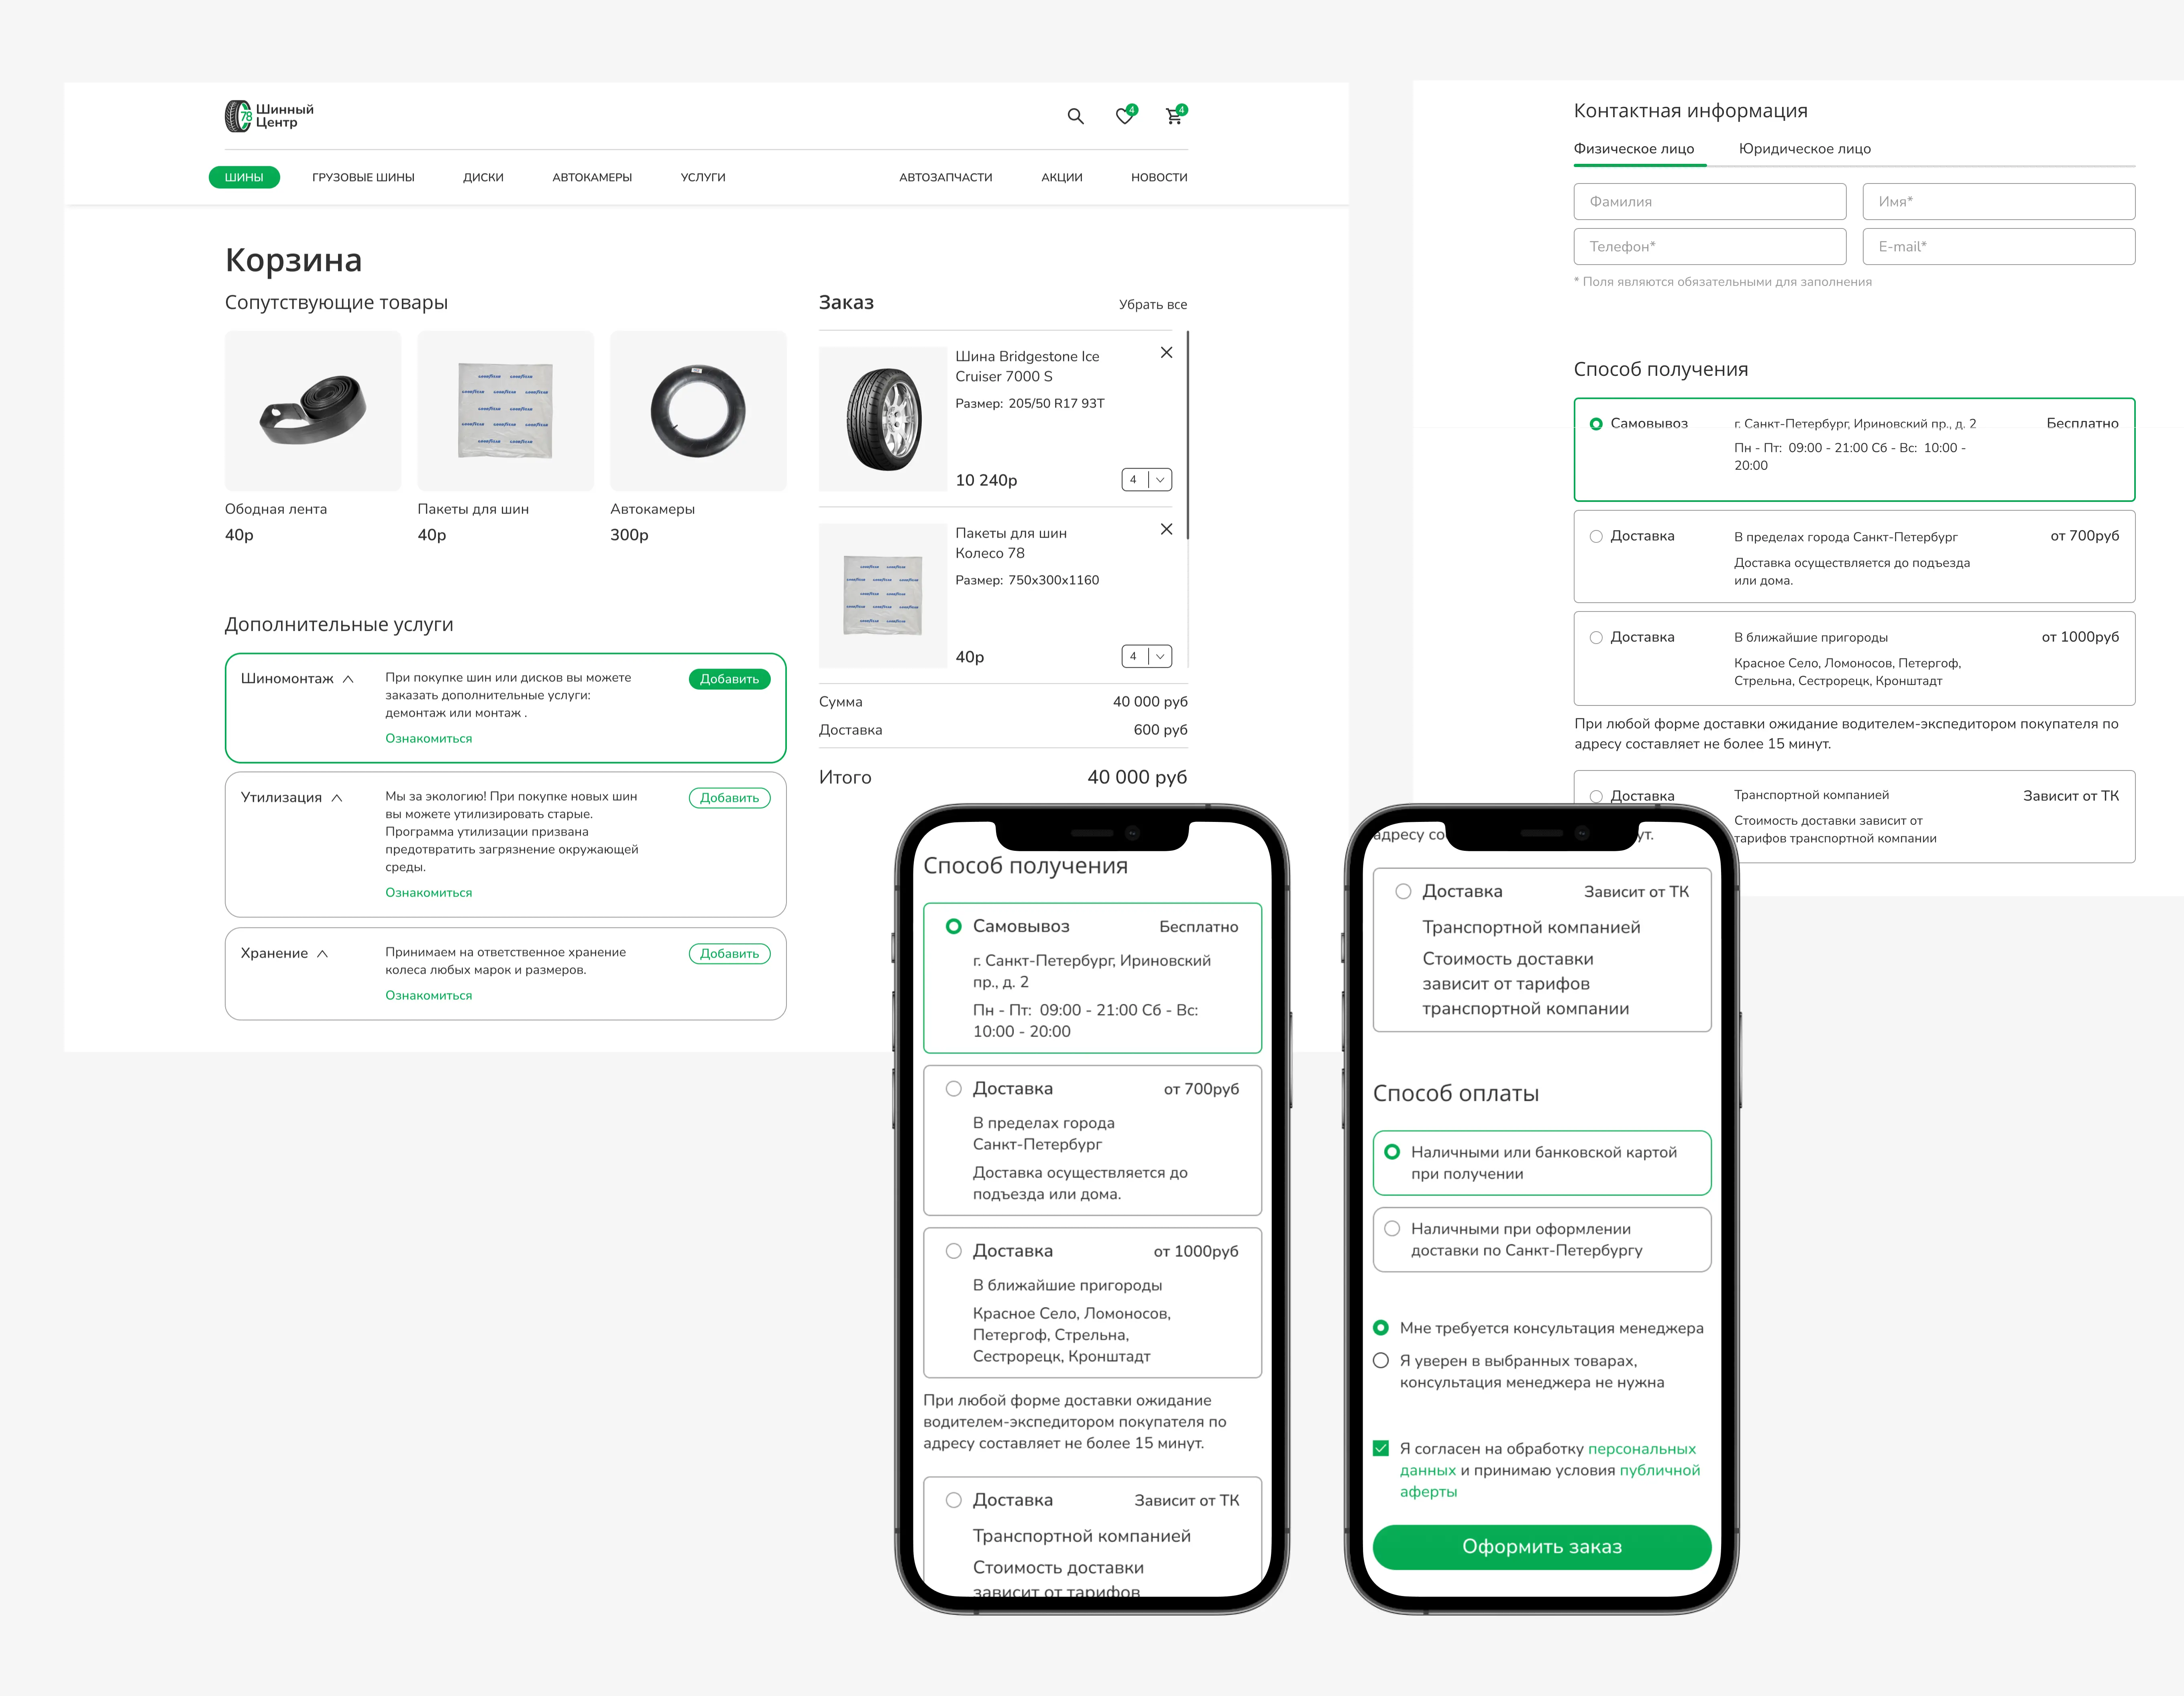 78
Шинный
Центр
4
4
ШИНЫ
ГРУЗОВЫЕ ШИНЫ
ДИСКИ
АВТОКАМЕРЫ
УСЛУГИ
АВТОЗАПЧАСТИ
АКЦИИ
НОВОСТИ
Корзина
Сопутствующие товары
Ободная лента
40р
Пакеты для шин
40р
Автокамеры
300р
Дополнительные услуги
Шиномонтаж
При покупке шин или дисков вы можете
заказать дополнительные услуги:
демонтаж или монтаж .
Ознакомиться
Добавить
Утилизация
Мы за экологию! При покупке новых шин
вы можете утилизировать старые.
Программа утилизации призвана
предотвратить загрязнение окружающей
среды.
Ознакомиться
Добавить
Хранение
Принимаем на ответственное хранение
колеса любых марок и размеров.
Ознакомиться
Добавить
Заказ
Убрать все
Шина Bridgestone Ice
Cruiser 7000 S
Размер: 205/50 R17 93T
10 240р
4
Пакеты для шин
Колесо 78
Размер: 750x300x1160
40р
4
Сумма 40 000 руб
Доставка 600 руб
Итого 40 000 руб
Контактная информация
Физическое лицо
Юридическое лицо
Фамилия
Имя*
Телефон*
E-mail*
* Поля являются обязательными для заполнения
Способ получения
Самовывоз
г. Санкт-Петербург, Ириновский пр., д. 2
Пн - Пт: 09:00 - 21:00 Сб - Вс: 10:00 -
20:00
Бесплатно
Доставка
В пределах города Санкт-Петербург
Доставка осуществляется до подъезда
или дома.
от 700руб
Доставка
В ближайшие пригороды
Красное Село, Ломоносов, Петергоф,
Стрельна, Сестрорецк, Кронштадт
от 1000руб
При любой форме доставки ожидание водителем-экспедитором покупателя по
адресу составляет не более 15 минут.
Доставка
Транспортной компанией
Стоимость доставки зависит от
тарифов транспортной компании
Зависит от ТК
Способ получения
Самовывоз
Бесплатно
г. Санкт-Петербург, Ириновский
пр., д. 2
Пн - Пт: 09:00 - 21:00 Сб - Вс:
10:00 - 20:00
Доставка
от 700руб
В пределах города
Санкт-Петербург
Доставка осуществляется до
подъезда или дома.
Доставка
от 1000руб
В ближайшие пригороды
Красное Село, Ломоносов,
Петергоф, Стрельна,
Сестрорецк, Кронштадт
При любой форме доставки ожидание
водителем-экспедитором покупателя по
адресу составляет не более 15 минут.
Доставка
Зависит от ТК
Транспортной компанией
Стоимость доставки
зависит от тарифов
адресу со ут.
Доставка
Зависит от ТК
Транспортной компанией
Стоимость доставки
зависит от тарифов
транспортной компании
Способ оплаты
Наличными или банковской картой
при получении
Наличными при оформлении
доставки по Санкт-Петербургу
Мне требуется консультация менеджера
Я уверен в выбранных товарах,
консультация менеджера не нужна
Я согласен на обработку персональных
данных и принимаю условия публичной
аферты
Оформить заказ